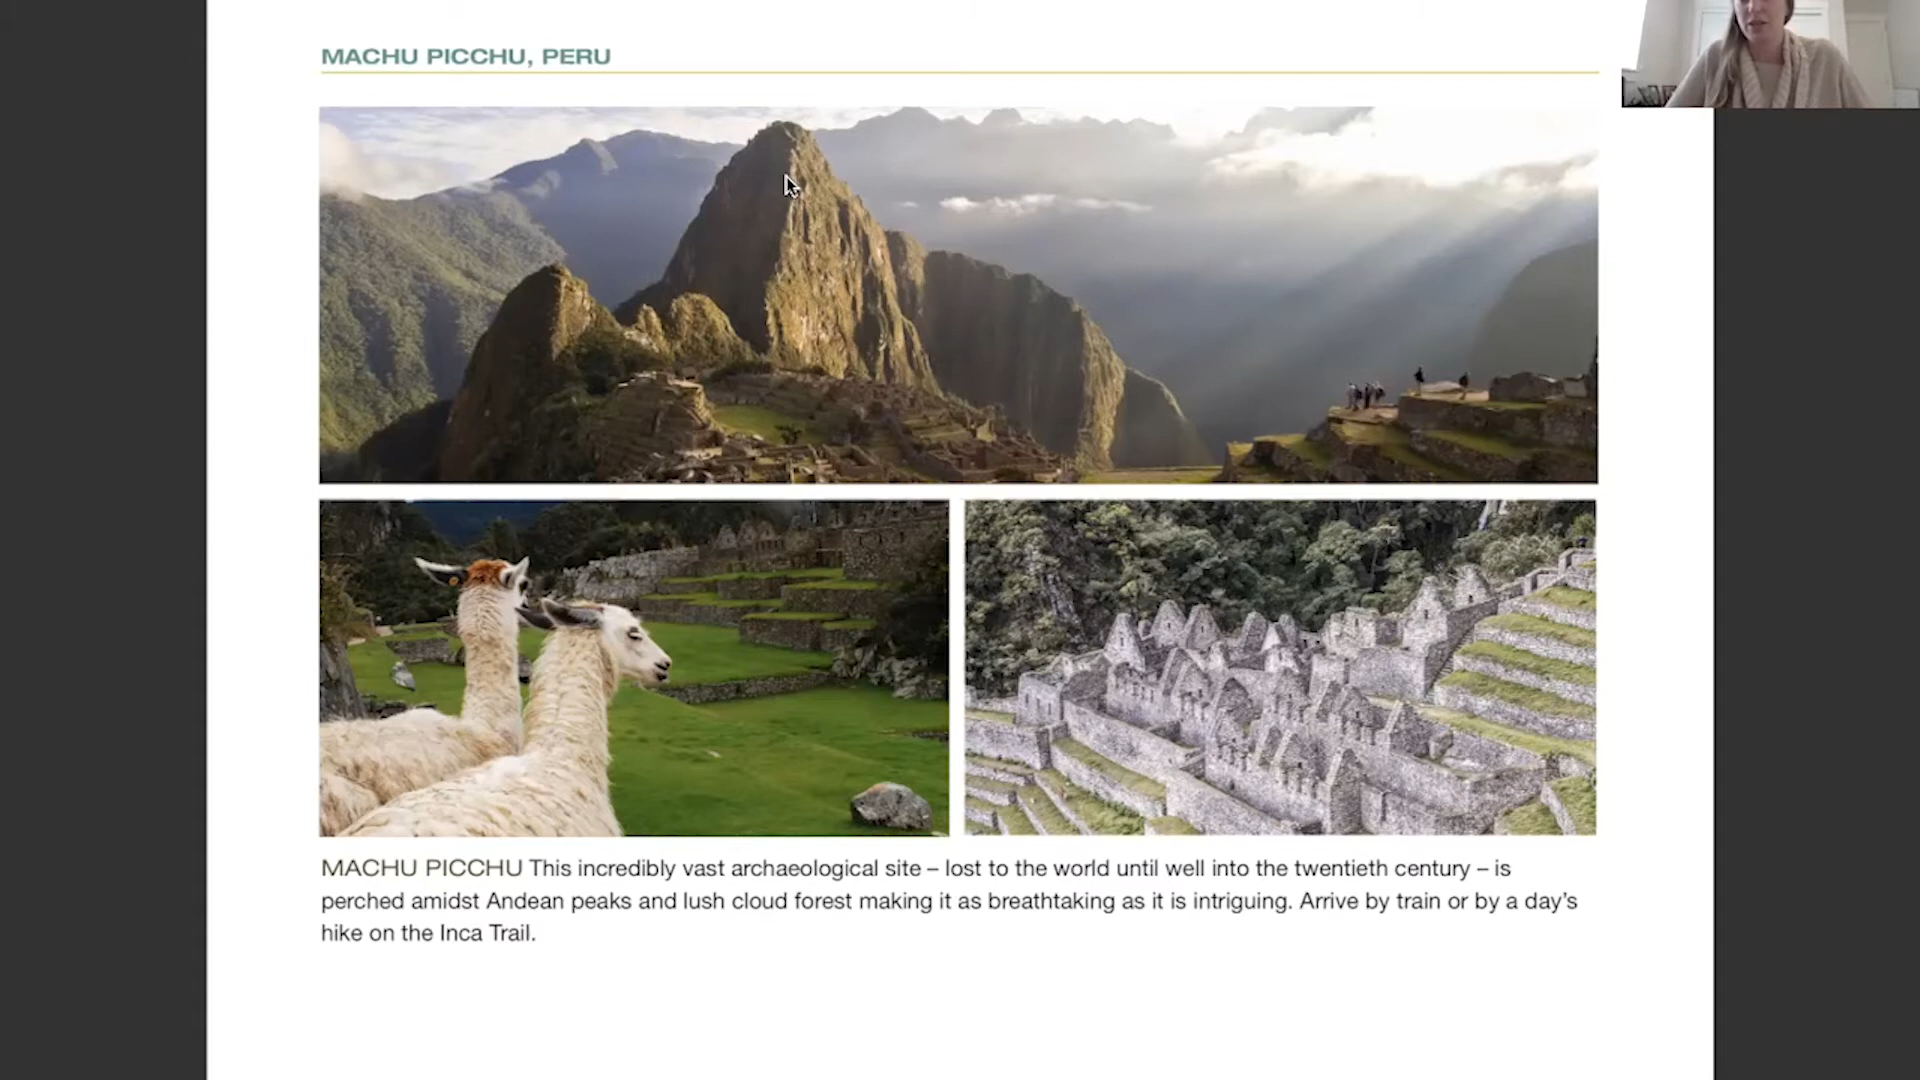 MACHU PICCHU, PERU
MACHU PICCHU This incredibly vast archaeological site – lost to the world until well into the twentieth century – is
perched amidst Andean peaks and lush cloud forest making it as breathtaking as it is intriguing. Arrive by train or by a day’s
hike on the Inca Trail.